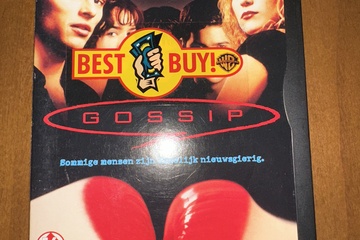 BEST BUY!
GOSSIP
Sommige mensen zijn nieuwsgierig.